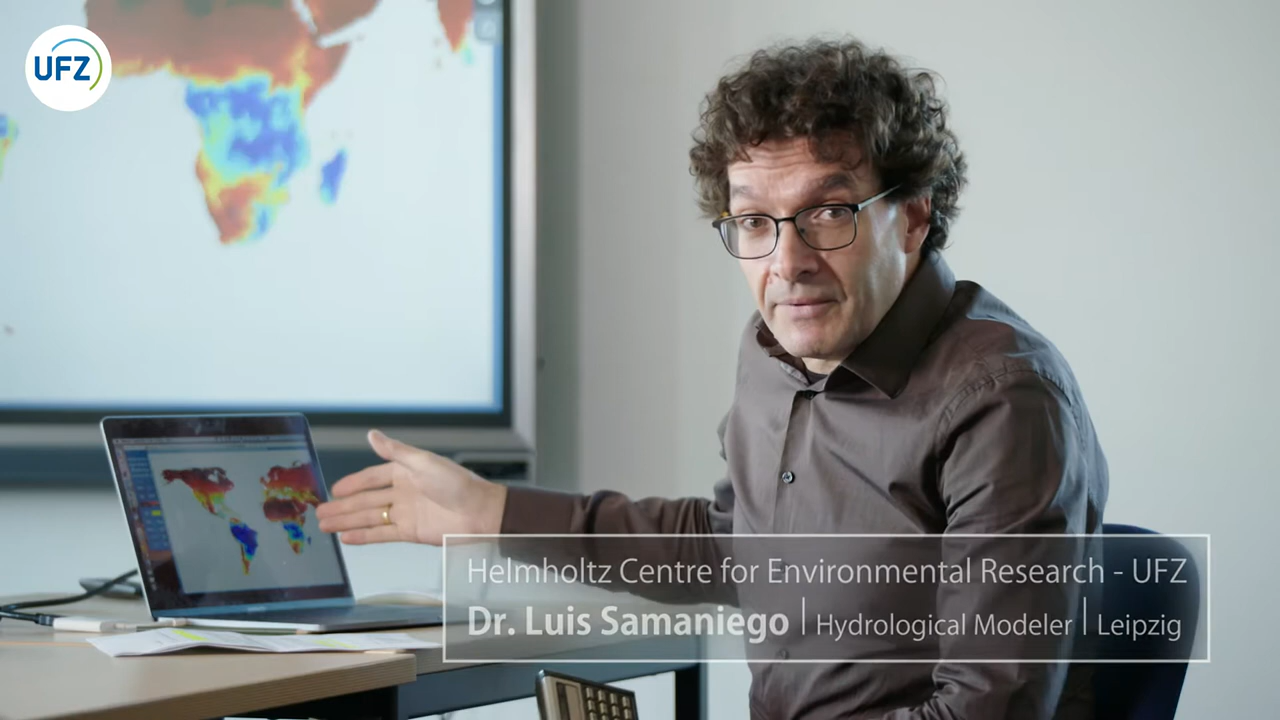 UFZ
Helmholtz Centre for Environmental Research - UFZ
Dr. Luis Samaniego | Hydrological Modeler | Leipzig